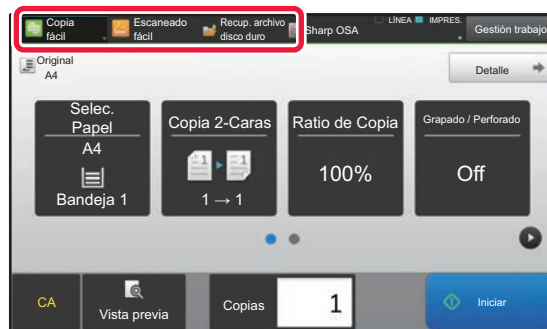 Copia fácil
Escaneado fácil
Recup. archivo disco duro
Sharp OSA
LÍNEA
IMPRES.
Gestión trabajo
Original
A4
Detalle
Selec.
Papel
A4
Bandeja 1
Copia 2-Caras
1
1
1 → 1
Ratio de Copia
100%
Grapado / Perforado
Off
CA
Vista previa
Copias
1
Iniciar